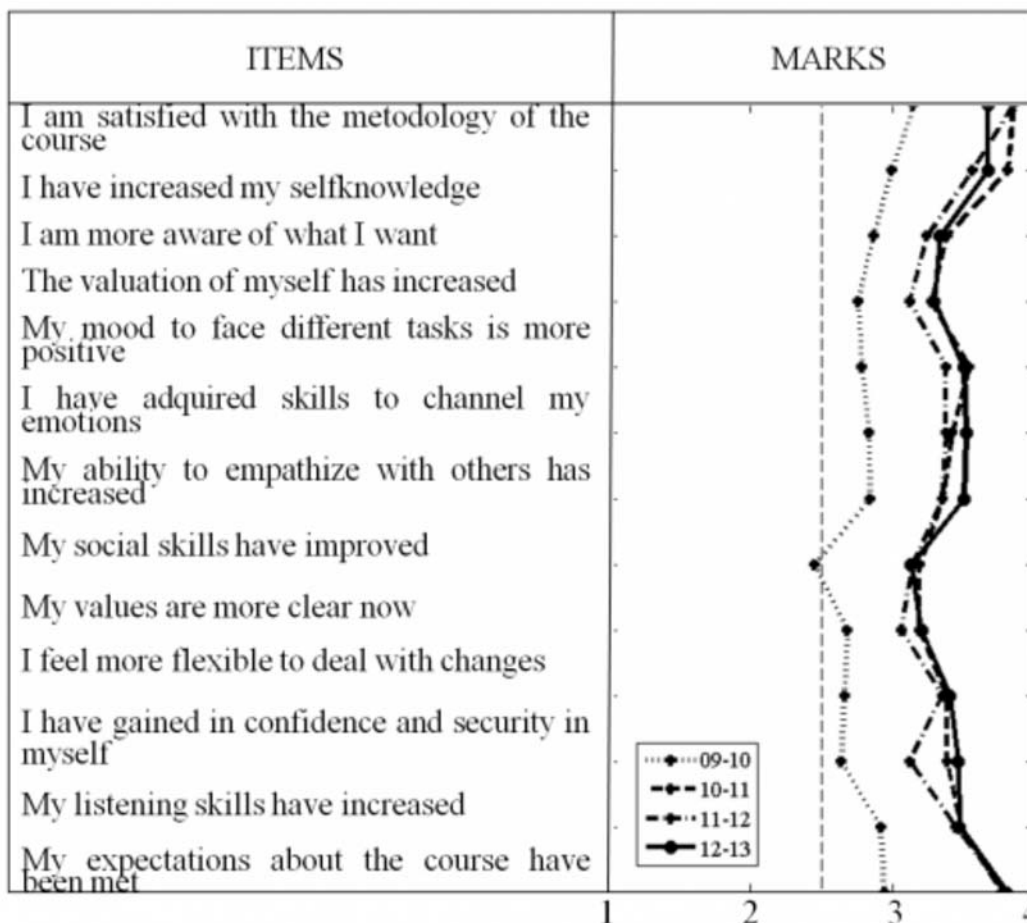 ITEMS
MARKS
I am satisfied with the metodology of the
course
I have increased my selfknowledge
I am more aware of what I want
The valuation of myself has increased
My mood to face different tasks is more
positive
I have adquired skills to channel my
emotions
My ability to empathize with others has
increased
My social skills have improved
My values are more clear now
I feel more flexible to deal with changes
I have gained in confidence and security in
myself
My listening skills have increased
My expectations about the course have
been met
09-10
10-11
11-12
12-13
1
2
3